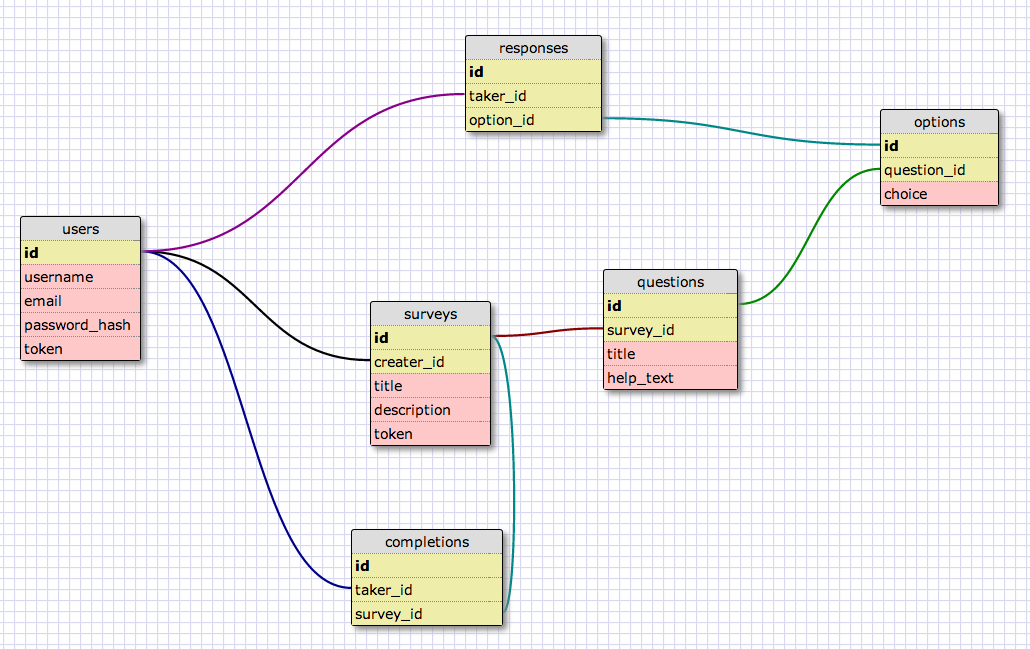 responses
id
taker_id
option_id
options
id
question_id
choice
users
id
username
email
password_hash
token
surveys
id
creater_id
title
description
token
questions
id
survey_id
title
help_text
completions
id
taker_id
survey_id